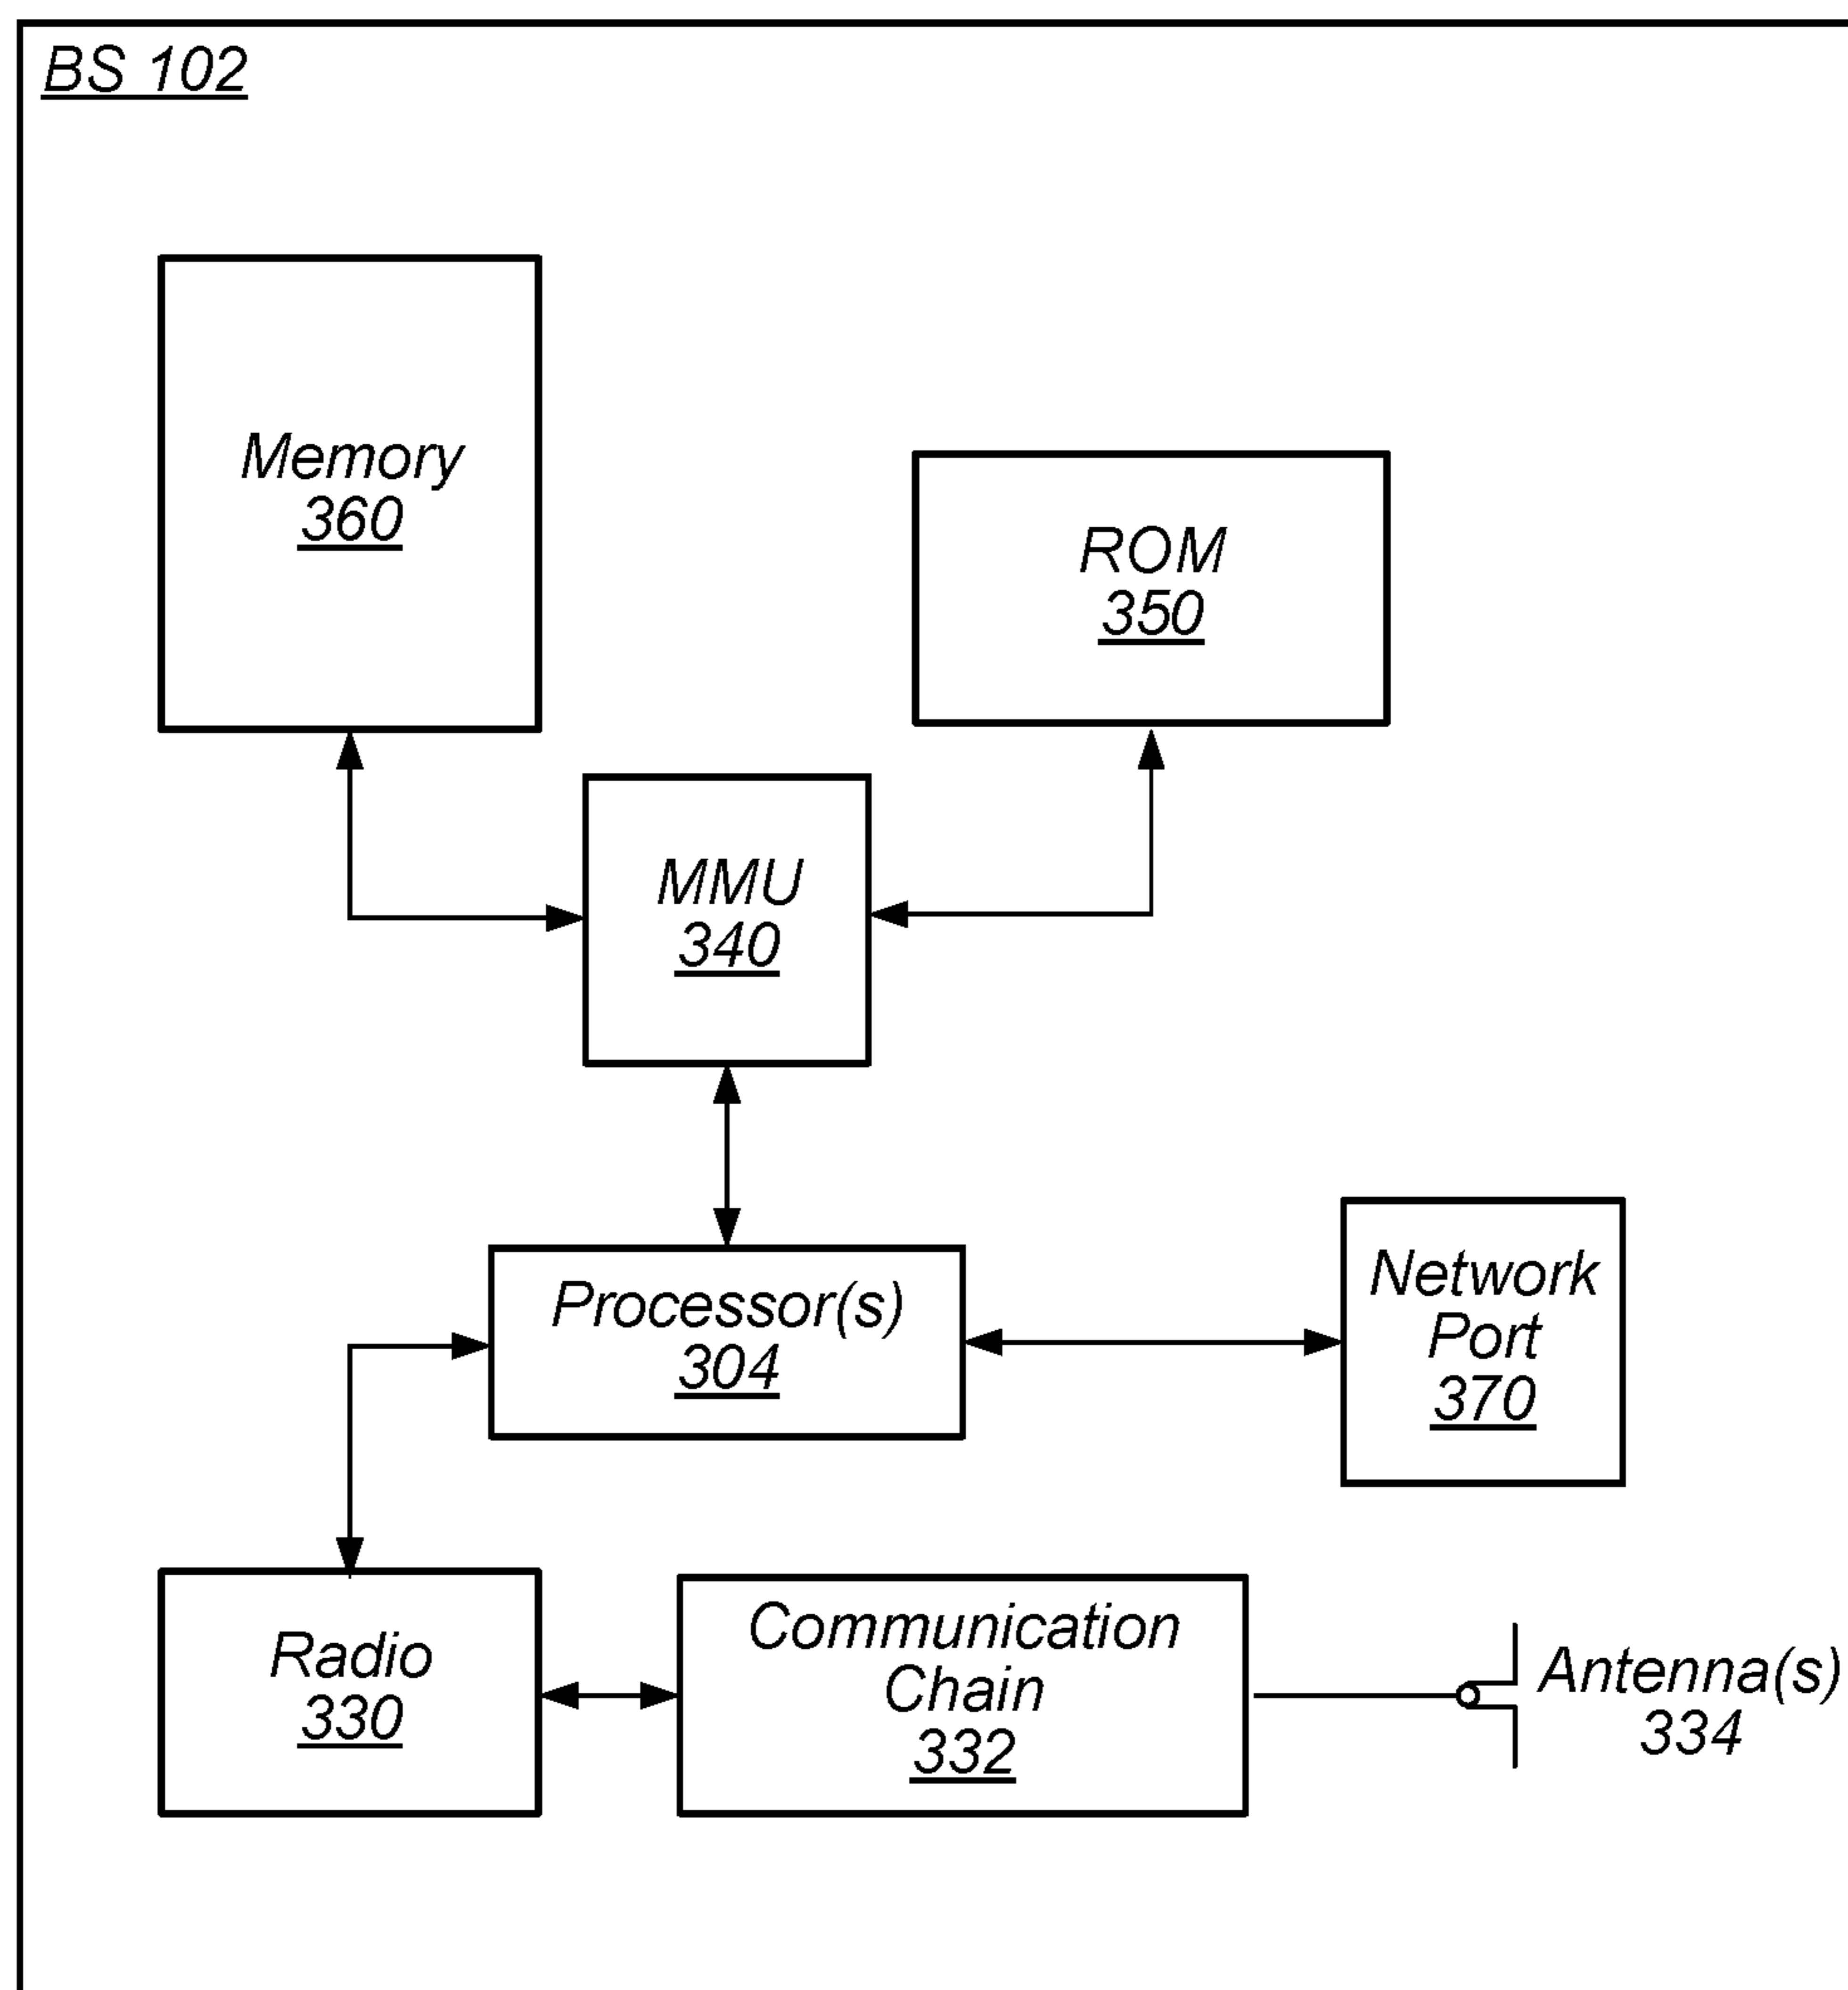 BS 102
Memory
360
ROM
350
MMU
340
Processor(s)
304
Network
Port
370
Radio
330
Communication
Chain
332
Antenna(s)
334